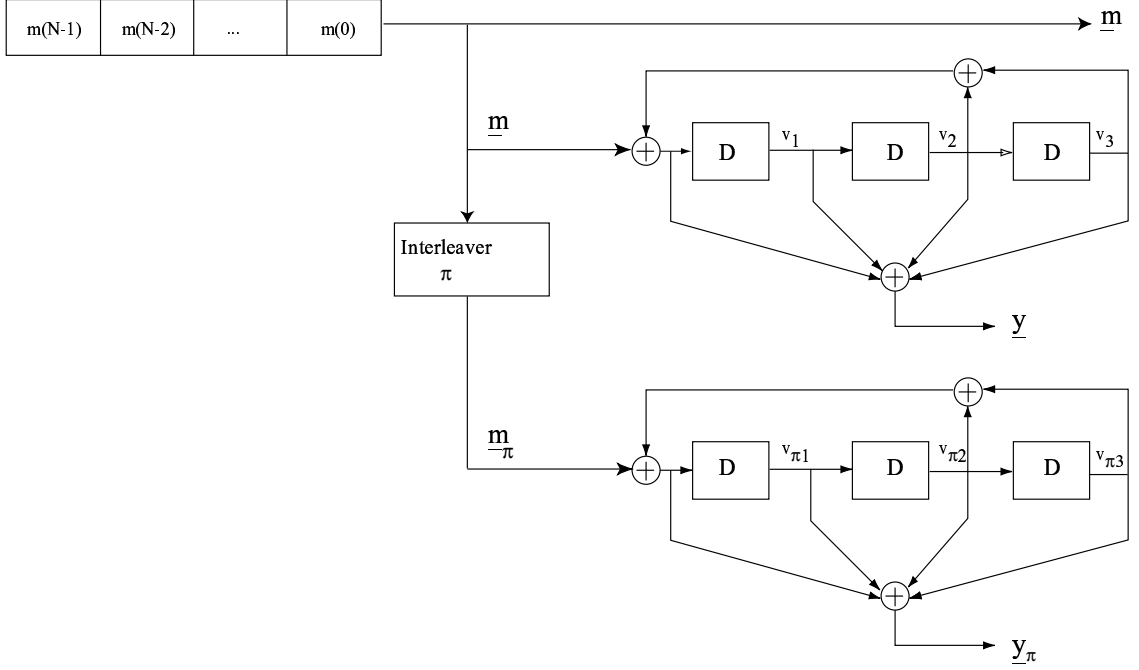 m(N-1) m(N-2) ... m(0)
m
m
D v1 D v2 D v3
Interleaver
π
y
mπ
D vπ1 D vπ2 D vπ3
yπ